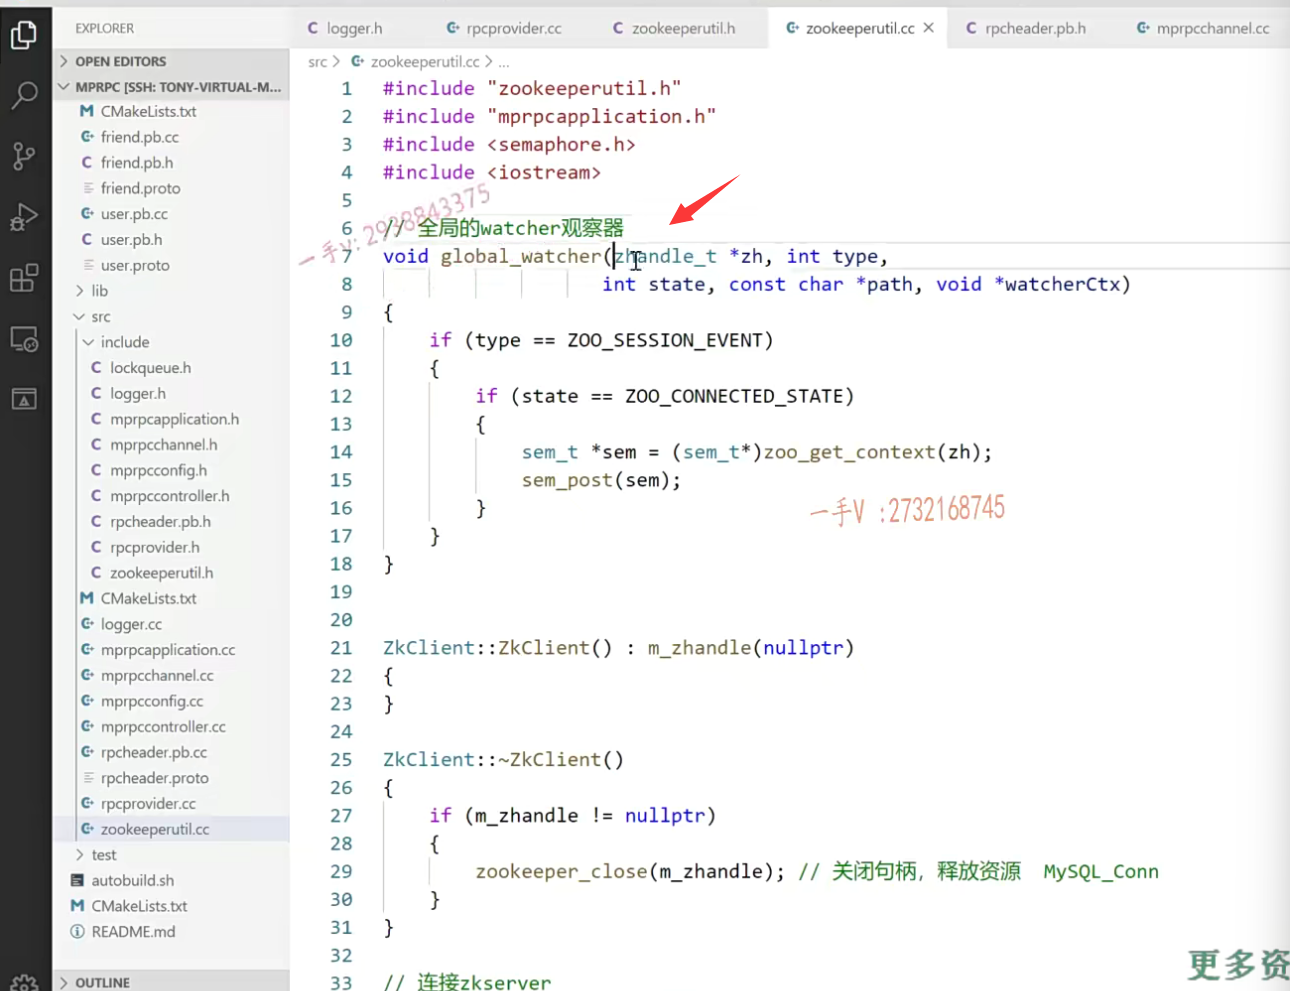 EXPLORER
OPEN EDITORS
MPRPC [SSH: TONY-VIRTUAL-M...
CMakeLists.txt
friend.pb.cc
friend.pb.h
friend.proto
user.pb.cc
user.pb.h
user.proto
lib
src
include
lockqueue.h
logger.h
mprpcapplication.h
mprpcchannel.h
mprpcconfig.h
mprpccontroller.h
rpcheader.pb.h
rpcprovider.h
zookeeperutil.h
CMakeLists.txt
logger.cc
mprpcapplication.cc
mprpcchannel.cc
mprpcconfig.cc
mprpccontroller.cc
rpcheader.pb.cc
rpcheader.proto
rpcprovider.cc
zookeeperutil.cc
test
autobuild.sh
CMakeLists.txt
README.md
OUTLINE
logger.h rpcprovider.cc zookeeperutil.h zookeeperutil.cc rpcheader.pb.h mprpcchannel.cc
src > zookeeperutil.cc > ...
1 #include "zookeeperutil.h"
2 #include "mprpcapplication.h"
3 #include <semaphore.h>
4 #include <iostream>
5
6 // 全局的watcher观察器
7 void global_watcher(zhandle_t *zh, int type,
8 int state, const char *path, void *watcherCtx)
9 {
10 if (type == ZOO_SESSION_EVENT)
11 {
12 if (state == ZOO_CONNECTED_STATE)
13 {
14 sem_t *sem = (sem_t*)zoo_get_context(zh);
15 sem_post(sem);
16 }
17 }
18 }
19
20
21 ZkClient::ZkClient() : m_zhandle(nullptr)
22 {
23 }
24
25 ZkClient::~ZkClient()
26 {
27 if (m_zhandle != nullptr)
28 {
29 zookeeper_close(m_zhandle); // 关闭句柄，释放资源 MySQL_Conn
30 }
31 }
32
33 // 连接zkserver
一手V:2938843375
一手V :2732168745
更多资